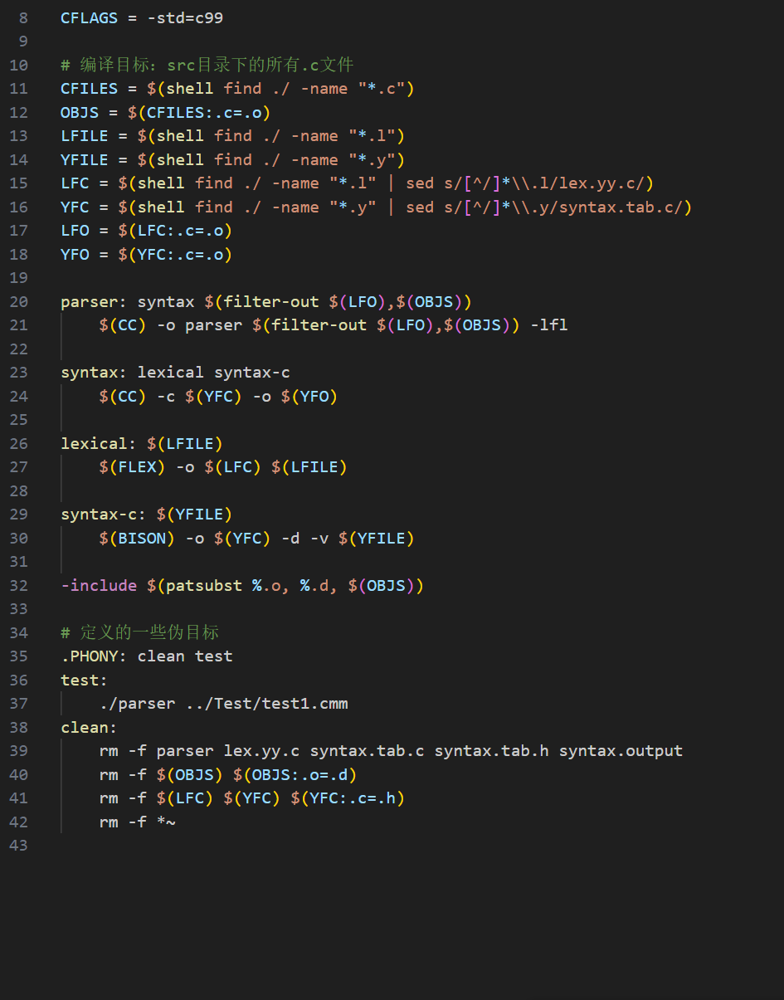 8 CFLAGS = -std=c99
9
10 # 编译目标：src目录下的所有.c文件
11 CFILES = $(shell find ./ -name "*.c")
12 OBJS = $(CFILES:.c=.o)
13 LFILE = $(shell find ./ -name "*.l")
14 YFILE = $(shell find ./ -name "*.y")
15 LFC = $(shell find ./ -name "*.l" | sed s/[^/]*\\.l/lex.yy.c/)
16 YFC = $(shell find ./ -name "*.y" | sed s/[^/]*\\.y/syntax.tab.c/)
17 LFO = $(LFC:.c=.o)
18 YFO = $(YFC:.c=.o)
19
20 parser: syntax $(filter-out $(LFO),$(OBJS))
21     $(CC) -o parser $(filter-out $(LFO),$(OBJS)) -lfl
22
23 syntax: lexical syntax-c
24     $(CC) -c $(YFC) -o $(YFO)
25
26 lexical: $(LFILE)
27     $(FLEX) -o $(LFC) $(LFILE)
28
29 syntax-c: $(YFILE)
30     $(BISON) -o $(YFC) -d -v $(YFILE)
31
32 -include $(patsubst %.o, %.d, $(OBJS))
33
34 # 定义的一些伪目标
35 .PHONY: clean test
36 test:
37     ./parser ../Test/test1.cmm
38 clean:
39     rm -f parser lex.yy.c syntax.tab.c syntax.tab.h syntax.output
40     rm -f $(OBJS) $(OBJS:.o=.d)
41     rm -f $(LFC) $(YFC) $(YFC:.c=.h)
42     rm -f *~
43